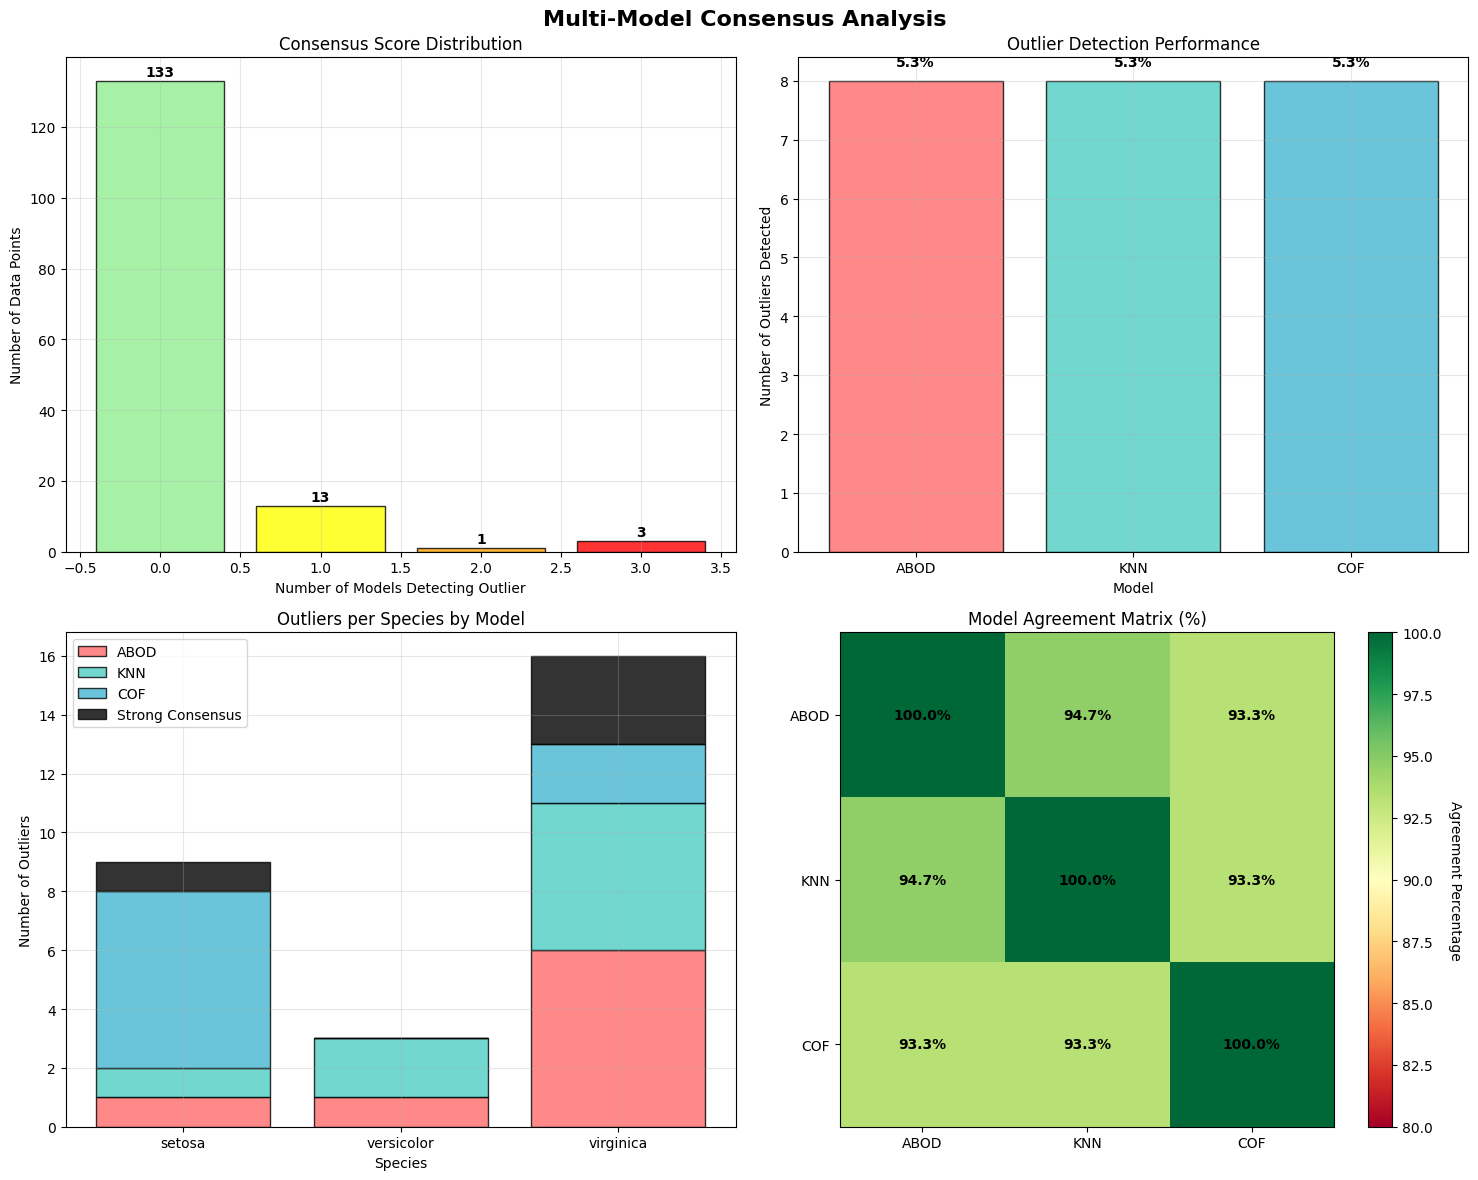 Multi-Model Consensus Analysis
Consensus Score Distribution
Number of Data Points
0
20
40
60
80
100
120
133
13
1
3
−0.5 0.0 0.5 1.0 1.5 2.0 2.5 3.0 3.5
Number of Models Detecting Outlier
Outlier Detection Performance
Number of Outliers Detected
8
7
6
5
4
3
2
1
0
5.3% 5.3% 5.3%
ABOD KNN COF
Model
Outliers per Species by Model
Number of Outliers
16
14
12
10
8
6
4
2
0
ABOD
KNN
COF
Strong Consensus
setosa versicolor virginica
Species
Model Agreement Matrix (%)
ABOD 100.0% 94.7% 93.3%
KNN 94.7% 100.0% 93.3%
COF 93.3% 93.3% 100.0%
ABOD KNN COF
100.0
97.5
95.0
92.5
90.0
87.5
85.0
82.5
80.0
Agreement Percentage